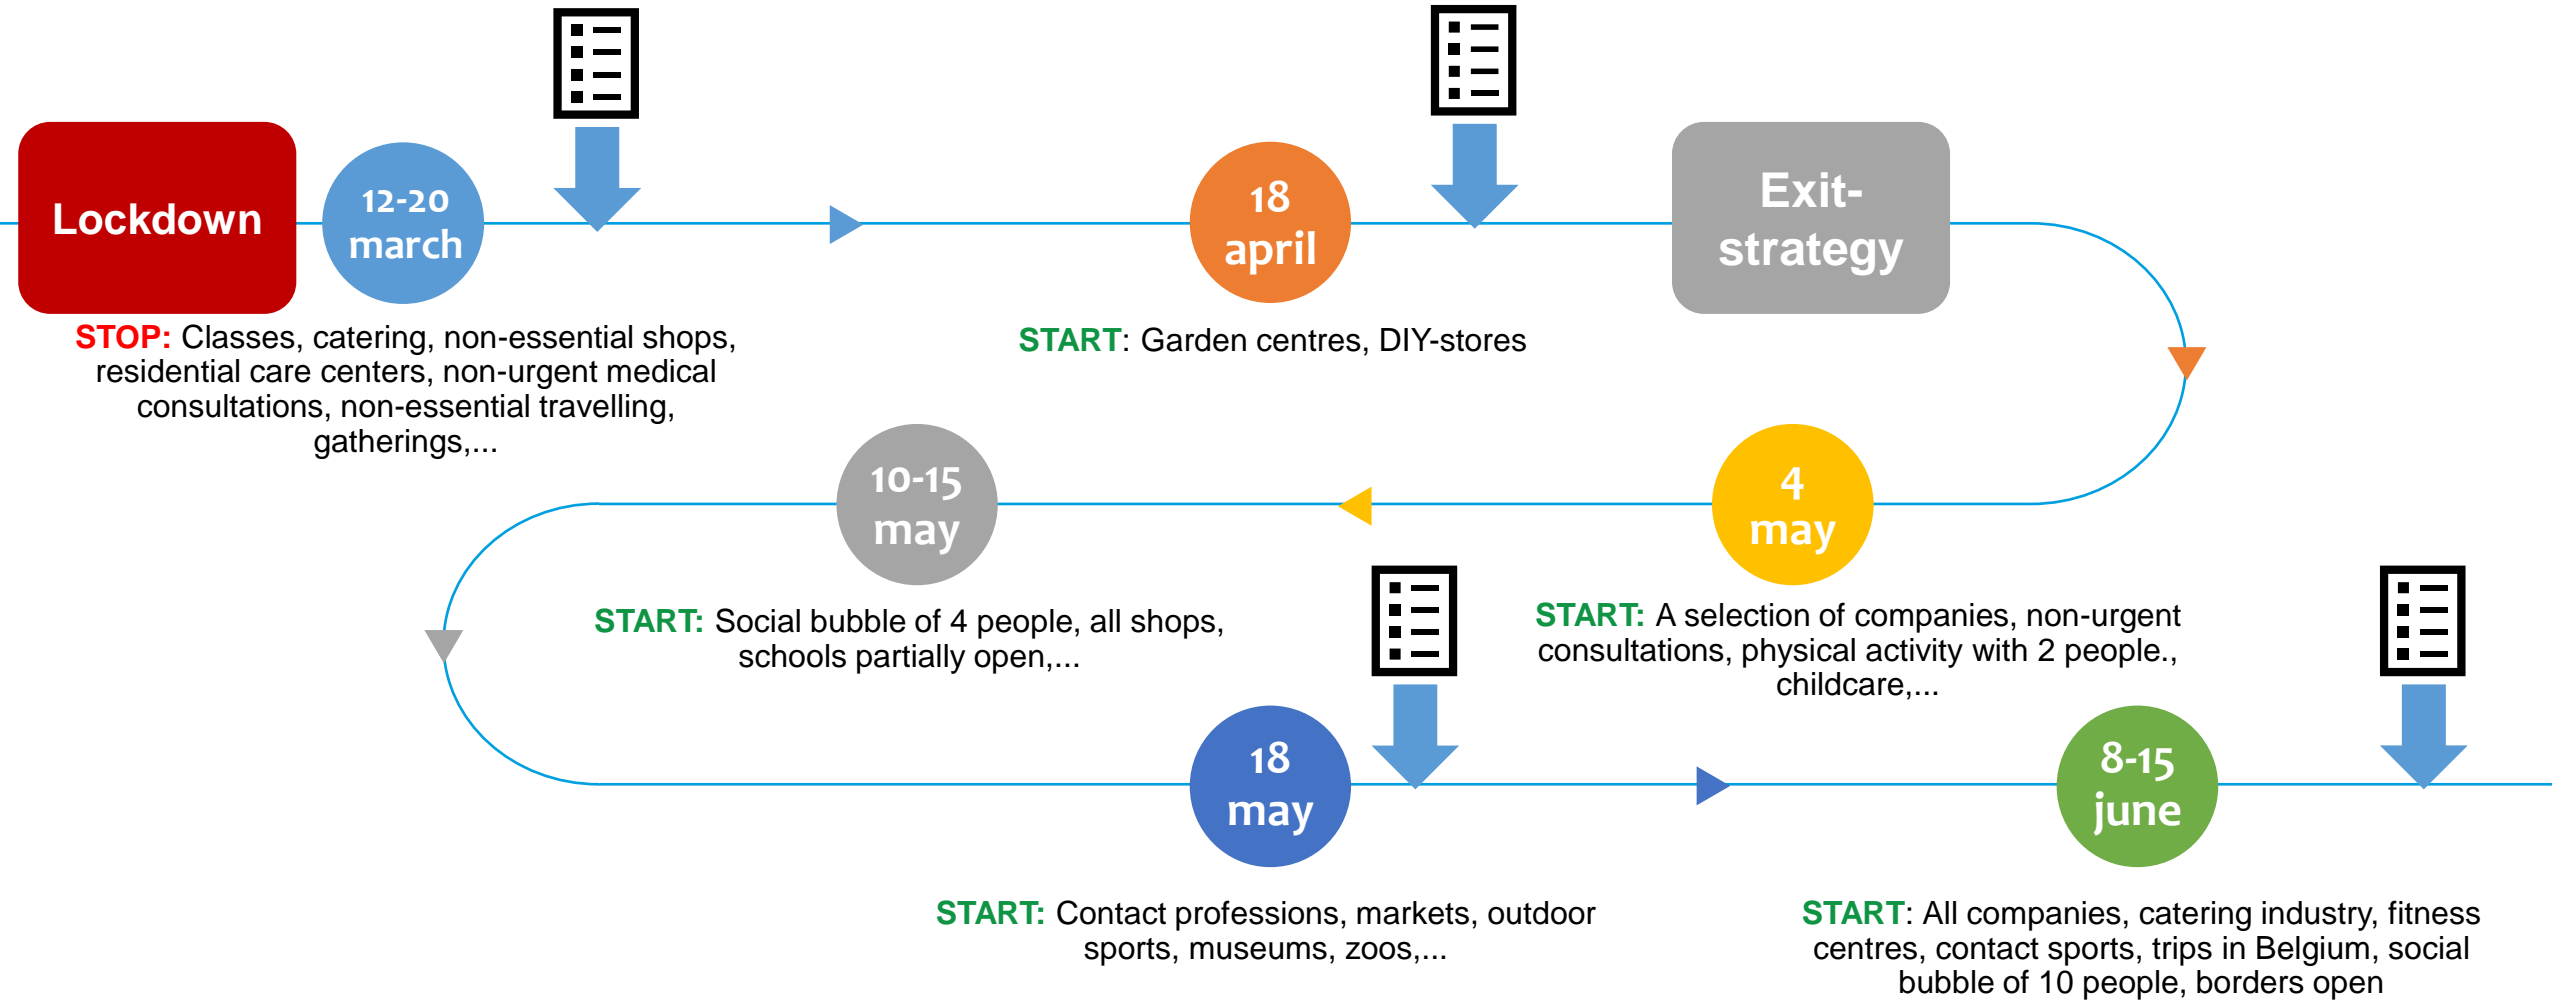 Lockdown
12-20
march
STOP: Classes, catering, non-essential shops,
residential care centers, non-urgent medical
consultations, non-essential travelling,
gatherings,...
18
april
START: Garden centres, DIY-stores
Exit-
strategy
4
may
START: A selection of companies, non-urgent
consultations, physical activity with 2 people.,
childcare,...
10-15
may
START: Social bubble of 4 people, all shops,
schools partially open,...
18
may
START: Contact professions, markets, outdoor
sports, museums, zoos,...
8-15
june
START: All companies, catering industry, fitness
centres, contact sports, trips in Belgium, social
bubble of 10 people, borders open